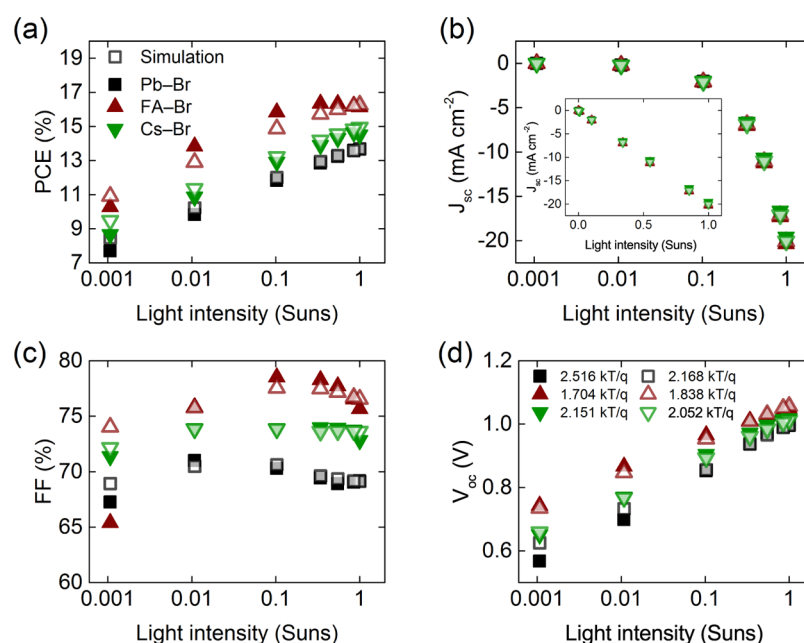 (a)
19
17
15
13
11
9
7
PCE (%)
Simulation
Pb–Br
FA–Br
Cs–Br
0.001 0.01 0.1 1
Light intensity (Suns)
(b)
0
-5
-10
-15
-20
Jsc (mA cm-2)
0
-5
-10
-15
-20
Jsc (mA cm-2)
0.0 0.5 1.0
Light intensity (Suns)
0.001 0.01 0.1 1
Light intensity (Suns)
(c)
80
75
70
65
60
FF (%)
0.001 0.01 0.1 1
Light intensity (Suns)
(d)
1.2
1.0
0.8
0.6
Voc (V)
2.516 kT/q 2.168 kT/q
1.704 kT/q 1.838 kT/q
2.151 kT/q 2.052 kT/q
0.001 0.01 0.1 1
Light intensity (Suns)